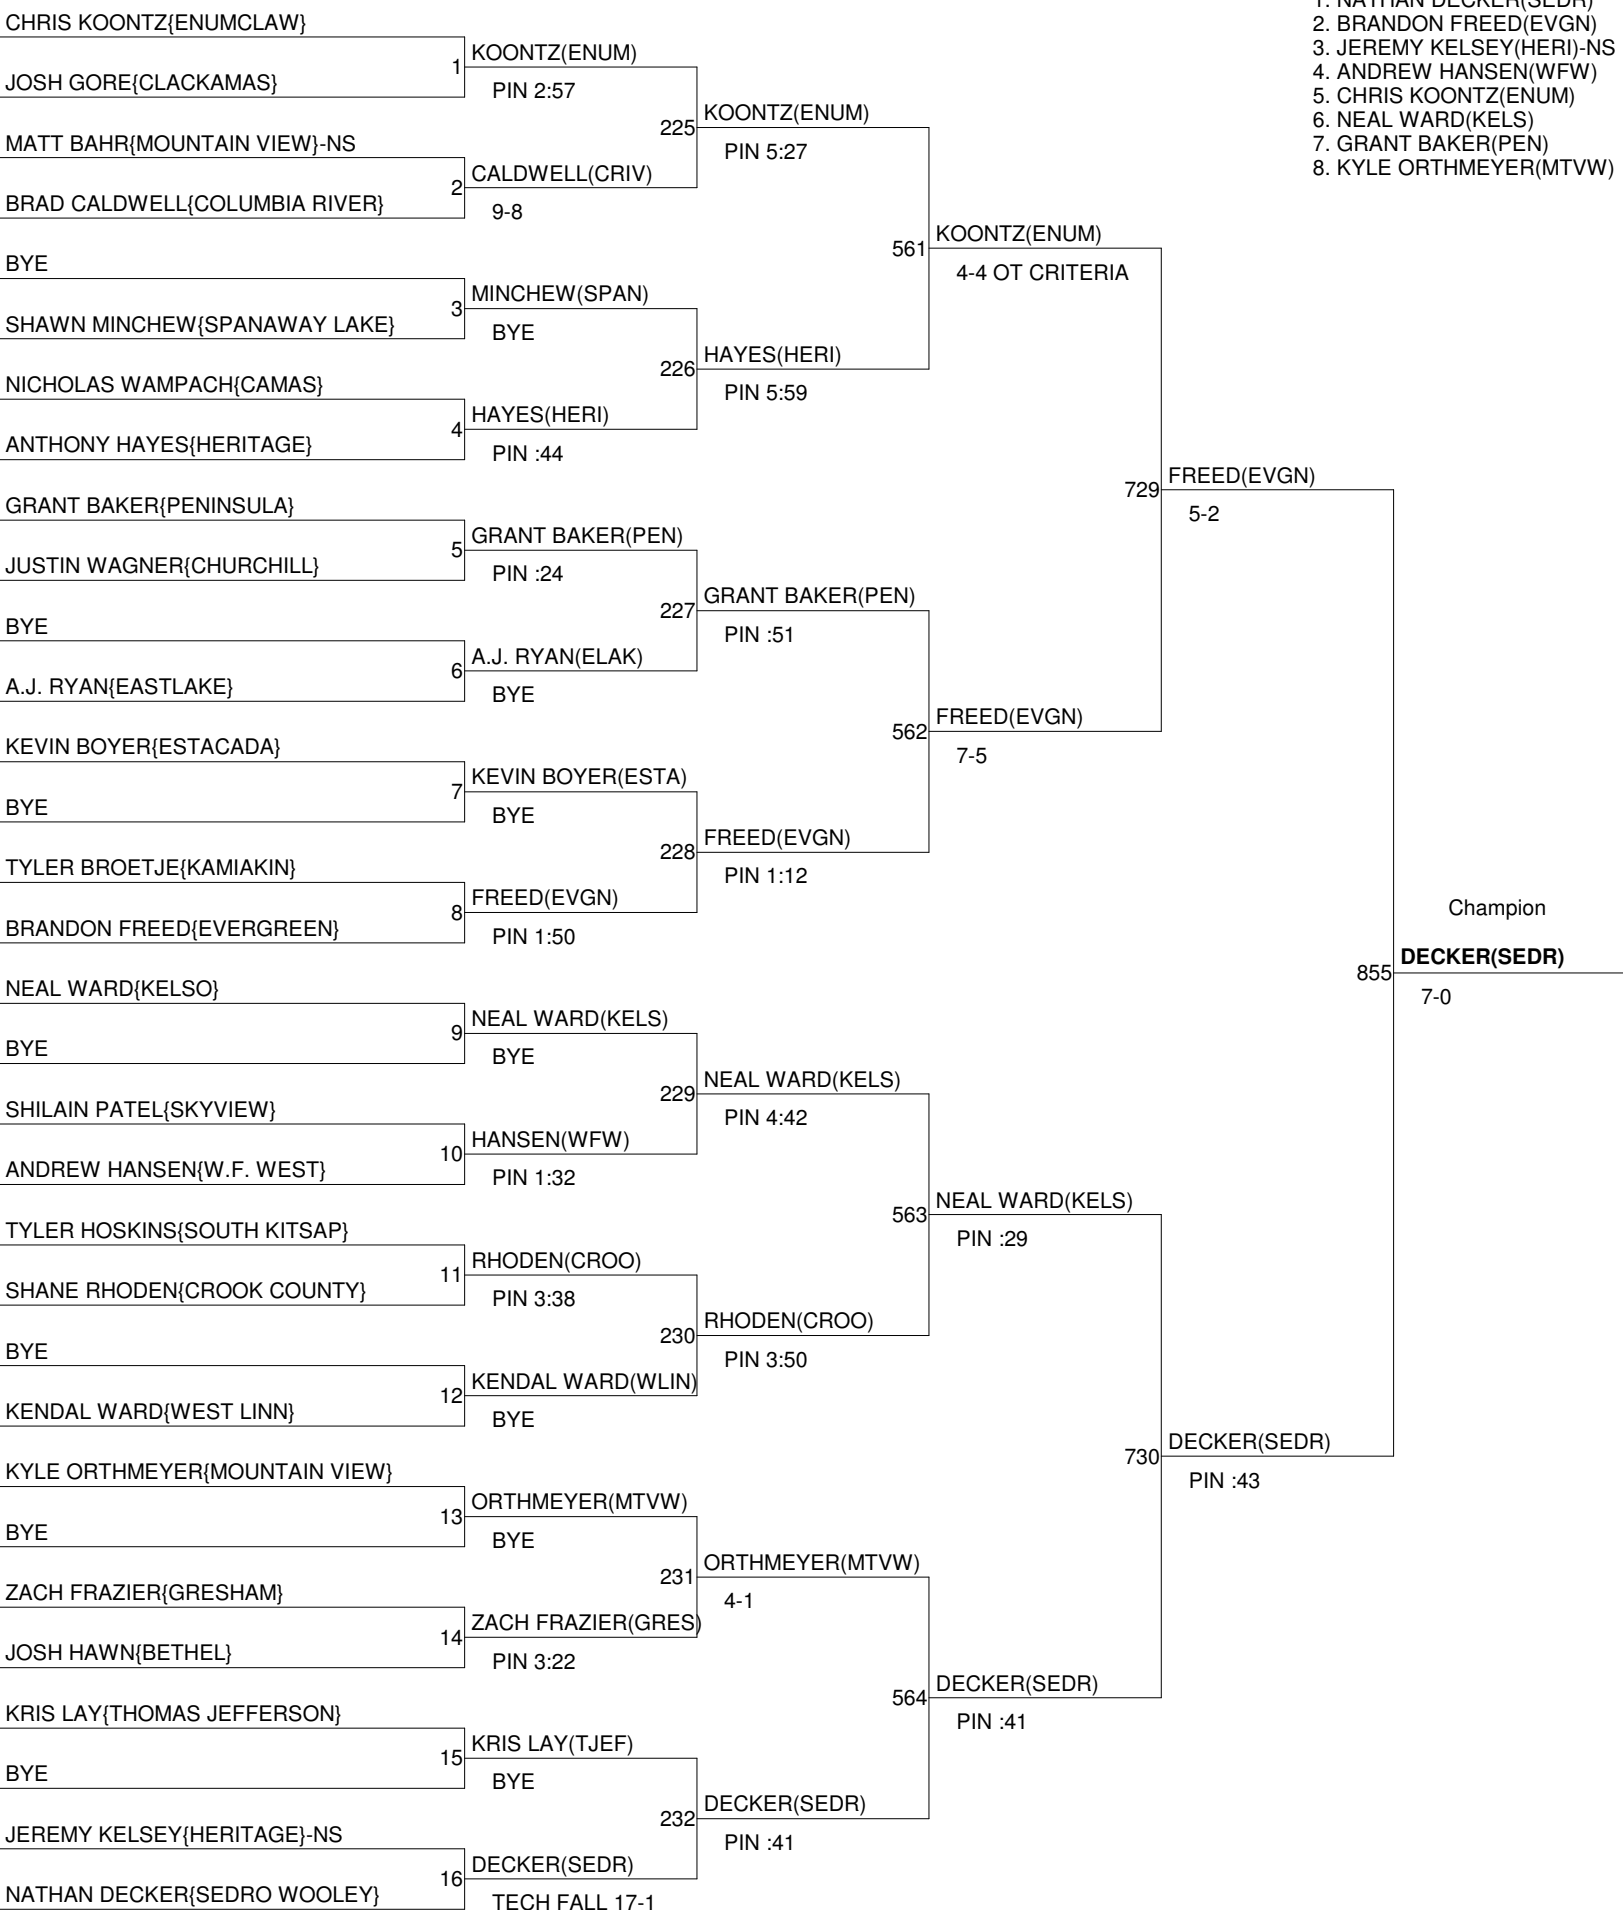 1. NATHAN DECKER(SEDR)
2. BRANDON FREED(EVGN)
3. JEREMY KELSEY(HERI)-NS
4. ANDREW HANSEN(WFW)
5. CHRIS KOONTZ(ENUM)
6. NEAL WARD(KELS)
7. GRANT BAKER(PEN)
8. KYLE ORTHMEYER(MTVW)
CHRIS KOONTZ{ENUMCLAW}
JOSH GORE{CLACKAMAS}
MATT BAHR{MOUNTAIN VIEW}-NS
BRAD CALDWELL{COLUMBIA RIVER}
BYE
SHAWN MINCHEW{SPANAWAY LAKE}
NICHOLAS WAMPACH{CAMAS}
ANTHONY HAYES{HERITAGE}
GRANT BAKER{PENINSULA}
JUSTIN WAGNER{CHURCHILL}
BYE
A.J. RYAN{EASTLAKE}
KEVIN BOYER{ESTACADA}
BYE
TYLER BROETJE{KAMIAKIN}
BRANDON FREED{EVERGREEN}
NEAL WARD{KELSO}
BYE
SHILAIN PATEL{SKYVIEW}
ANDREW HANSEN{W.F. WEST}
TYLER HOSKINS{SOUTH KITSAP}
SHANE RHODEN{CROOK COUNTY}
BYE
KENDAL WARD{WEST LINN}
KYLE ORTHMEYER{MOUNTAIN VIEW}
BYE
ZACH FRAZIER{GRESHAM}
JOSH HAWN{BETHEL}
KRIS LAY{THOMAS JEFFERSON}
BYE
JEREMY KELSEY{HERITAGE}-NS
NATHAN DECKER{SEDRO WOOLEY}
1 KOONTZ(ENUM)
PIN 2:57
2 CALDWELL(CRIV)
9-8
3 MINCHEW(SPAN)
BYE
4 HAYES(HERI)
PIN :44
5 GRANT BAKER(PEN)
PIN :24
6 A.J. RYAN(ELAK)
BYE
7 KEVIN BOYER(ESTA)
BYE
8 FREED(EVGN)
PIN 1:50
9 NEAL WARD(KELS)
BYE
10 HANSEN(WFW)
PIN 1:32
11 RHODEN(CROO)
PIN 3:38
12 KENDAL WARD(WLIN)
BYE
13 ORTHMEYER(MTVW)
BYE
14 ZACH FRAZIER(GRES)
PIN 3:22
15 KRIS LAY(TJEF)
BYE
16 DECKER(SEDR)
TECH FALL 17-1
225 KOONTZ(ENUM)
PIN 5:27
226 HAYES(HERI)
PIN 5:59
227 GRANT BAKER(PEN)
PIN :51
228 FREED(EVGN)
PIN 1:12
229 NEAL WARD(KELS)
PIN 4:42
230 RHODEN(CROO)
PIN 3:50
231 ORTHMEYER(MTVW)
4-1
232 DECKER(SEDR)
PIN :41
561 KOONTZ(ENUM)
4-4 OT CRITERIA
562 FREED(EVGN)
7-5
563 NEAL WARD(KELS)
PIN :29
564 DECKER(SEDR)
PIN :41
729 FREED(EVGN)
5-2
730 DECKER(SEDR)
PIN :43
Champion
855 DECKER(SEDR)
7-0